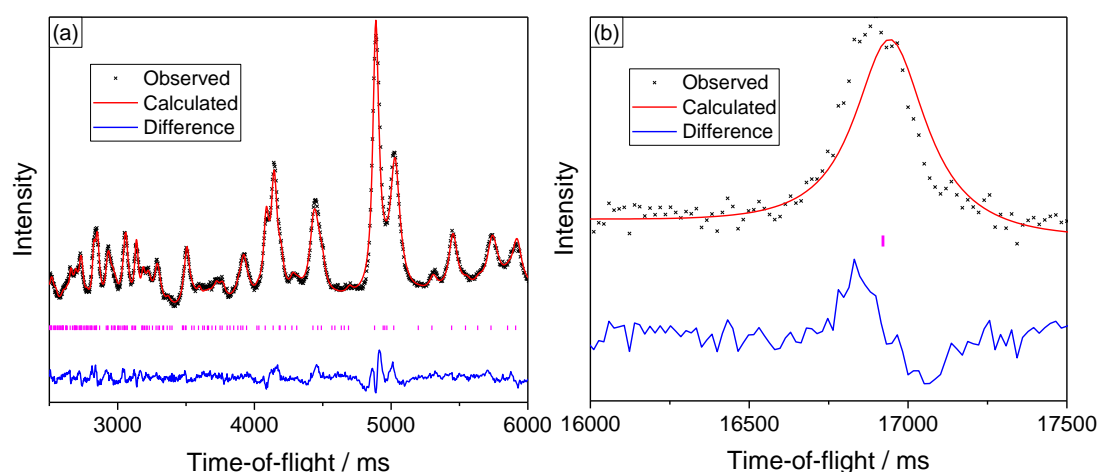 (a)
Observed
Calculated
Difference
Intensity
3000 4000 5000 6000
Time-of-flight / ms
(b)
Observed
Calculated
Difference
Intensity
16000 16500 17000 17500
Time-of-flight / ms